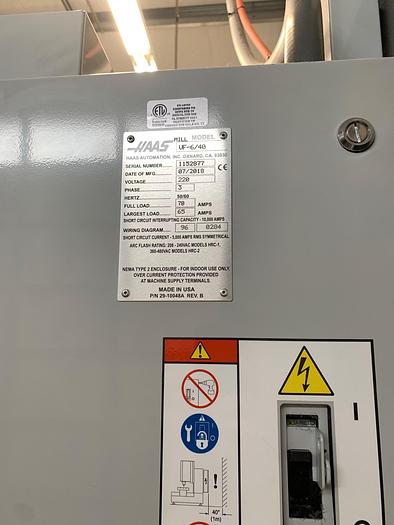 HAAS
MILL MODEL
VF-6/40
HAAS AUTOMATION, INC. OXNARD, CA. 93030
SERIAL NUMBER 1152877
DATE OF MFG. 07/2018
CE
VOLTAGE 220
PHASE 3
HERTZ 50/60
FULL LOAD 70 AMPS
LARGEST LOAD 65 AMPS
SHORT CIRCUIT INTERRUPTING CAPACITY - 10,000 AMPS
WIRING DIAGRAM 96 0284
SHORT CIRCUIT CURRENT - 5,000 AMPS RMS SYMMETRICAL
ARC FLASH RATING: 208 - 240VAC MODELS HRC-1,
360-480VAC MODELS HRC-2
NEMA TYPE 2 ENCLOSURE - FOR INDOOR USE ONLY
OVER CURRENT PROTECTION PROVIDED
AT MACHINE SUPPLY TERMINALS.
MADE IN USA
P/N 29-10048A REV. B
I
40"
(1m)